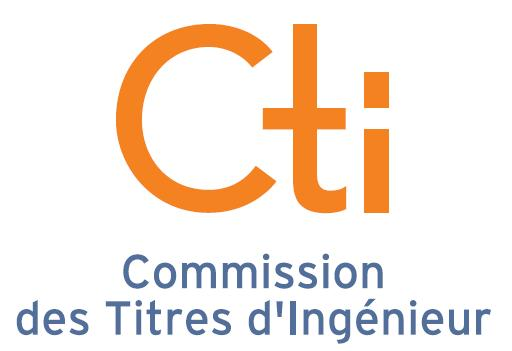 Cti
Commission
des Titres d'Ingénieur